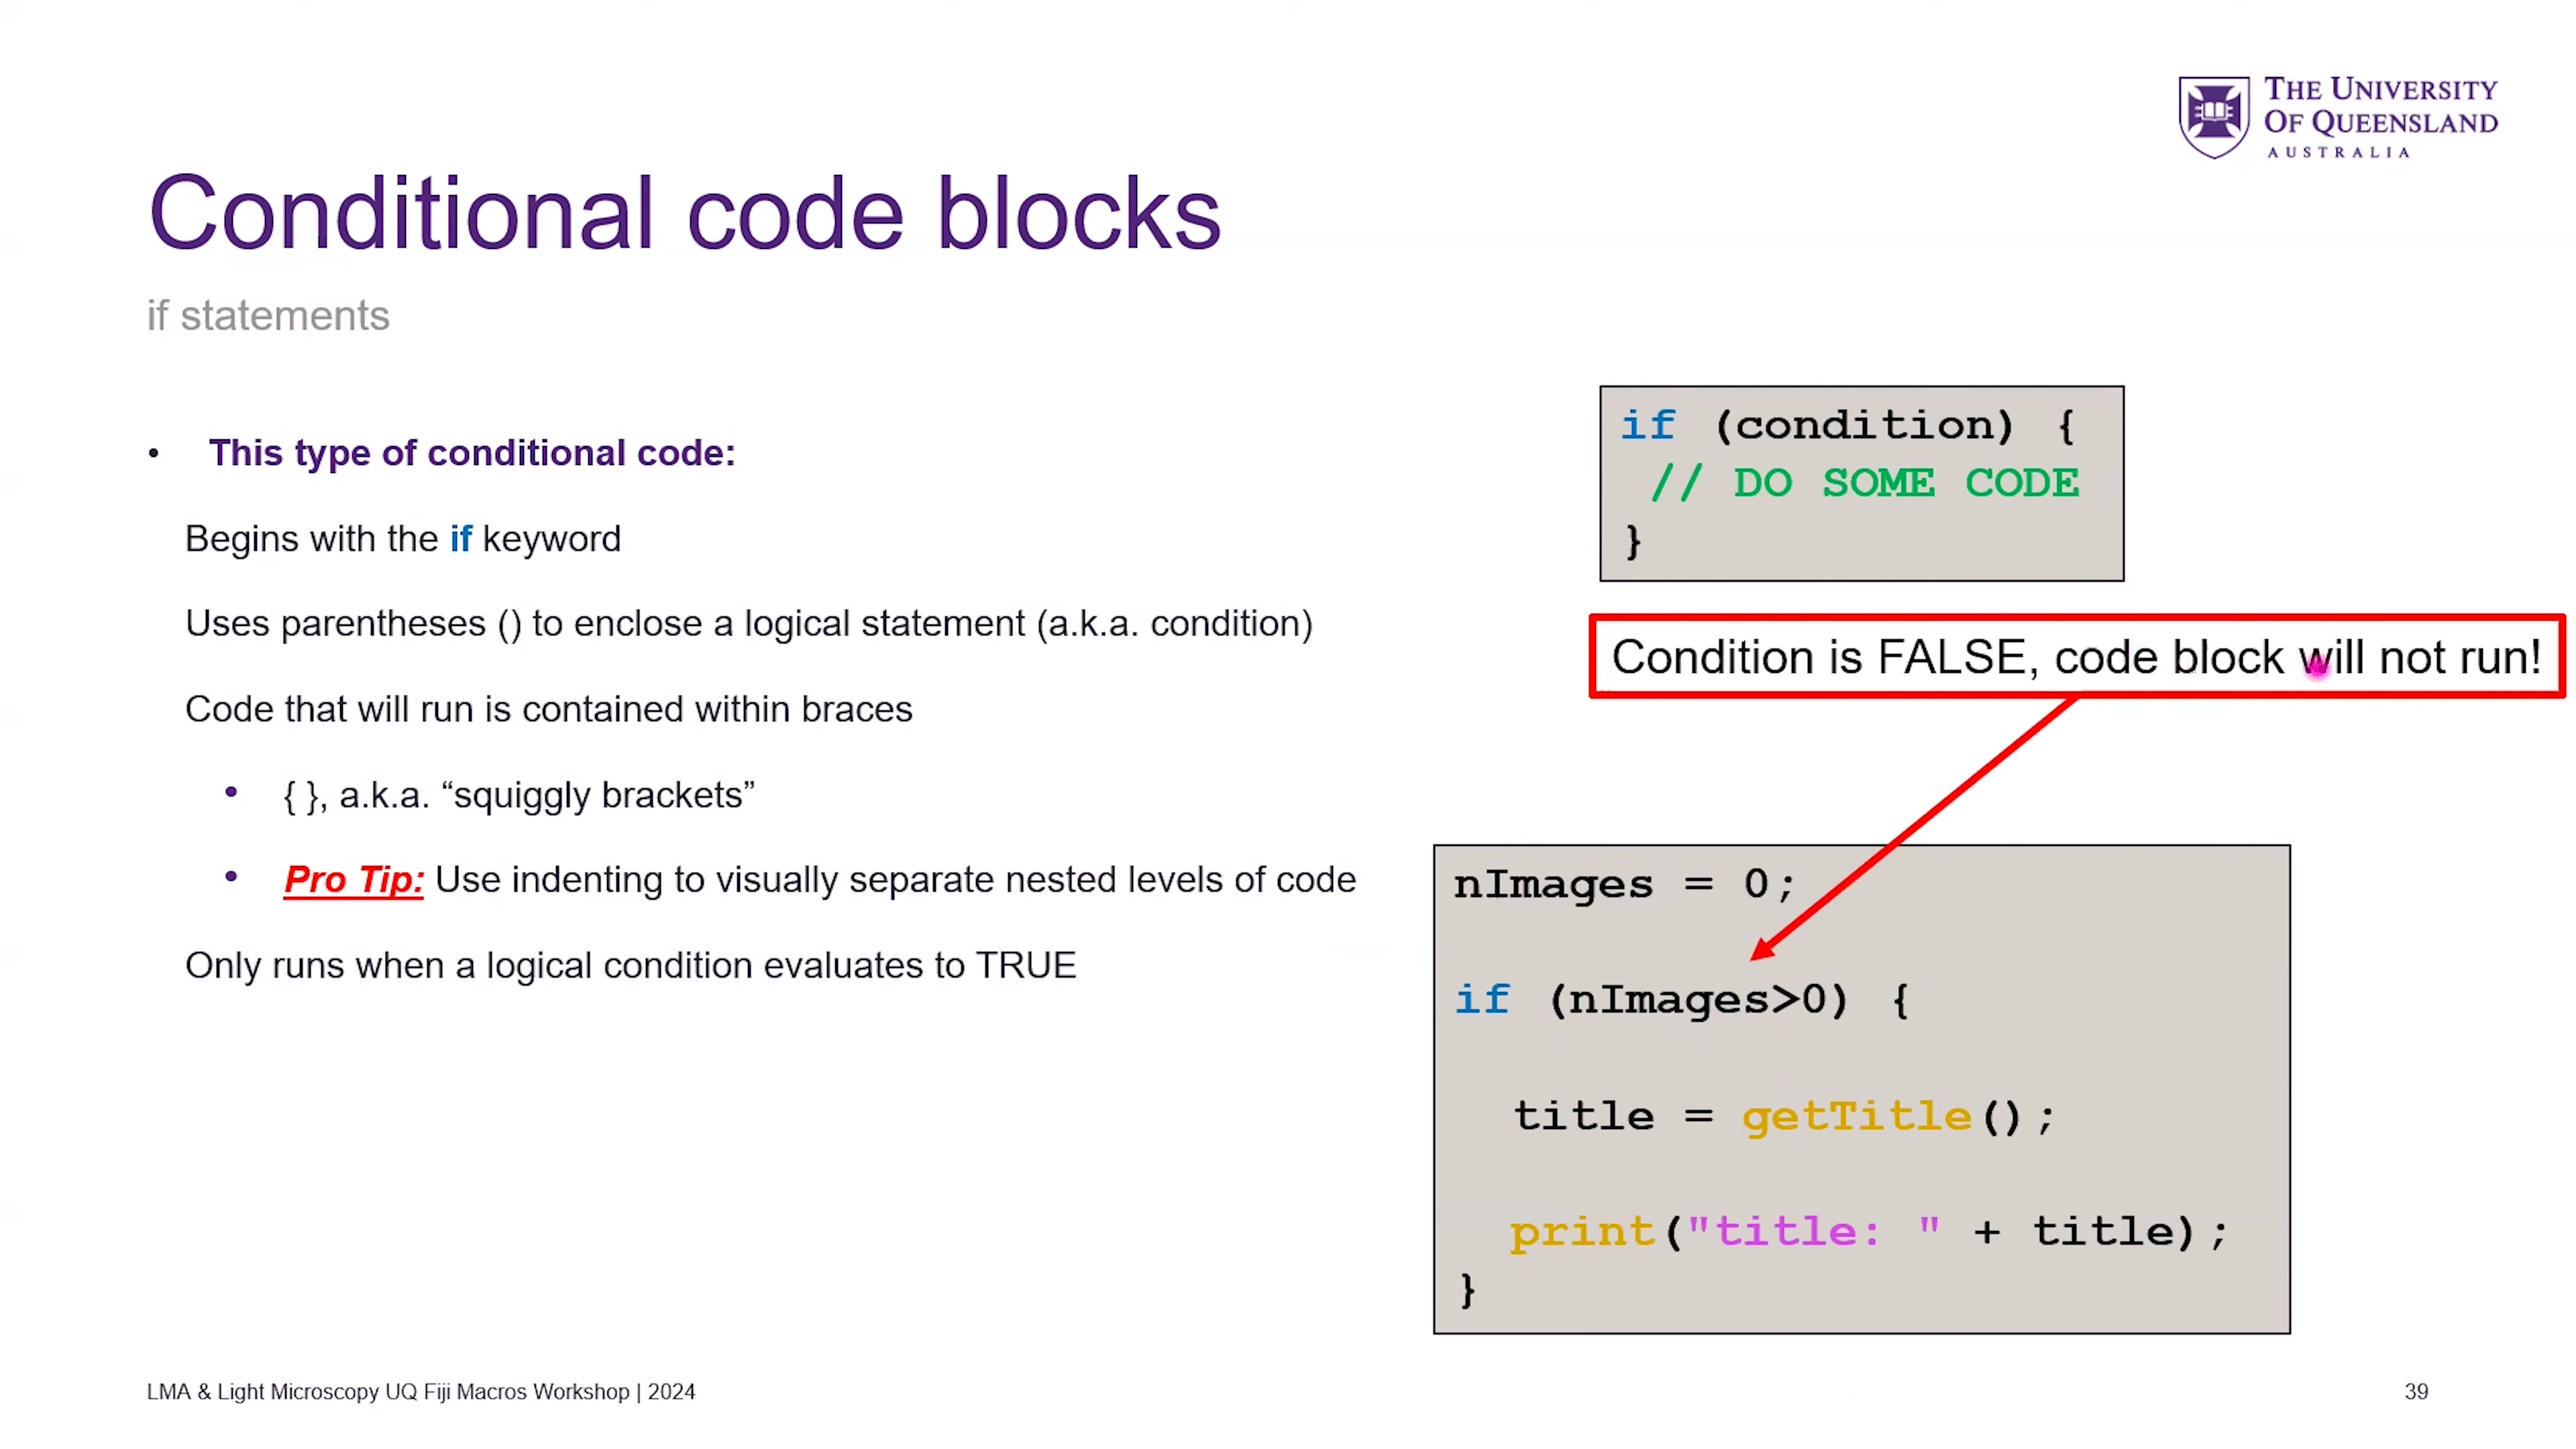 THE UNIVERSITY
OF QUEENSLAND
AUSTRALIA
Conditional code blocks
if statements
• This type of conditional code:
Begins with the if keyword
Uses parentheses () to enclose a logical statement (a.k.a. condition)
Code that will run is contained within braces
• { }, a.k.a. “squiggly brackets”
• Pro Tip: Use indenting to visually separate nested levels of code
Only runs when a logical condition evaluates to TRUE
if (condition) {
// DO SOME CODE
}
Condition is FALSE, code block will not run!
nImages = 0;
if (nImages>0) {
title = getTitle();
print("title: " + title);
}
LMA & Light Microscopy UQ Fiji Macros Workshop | 2024
39